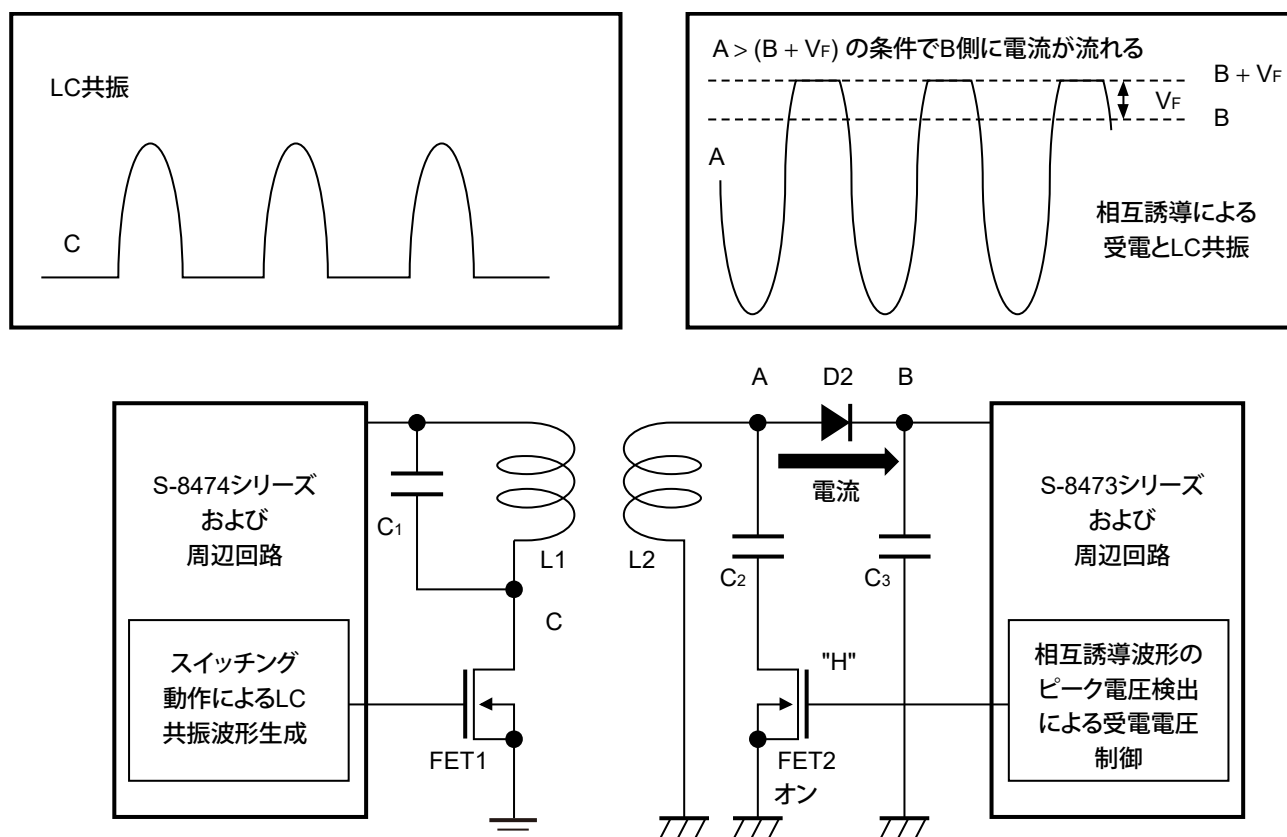 LC共振
C
A > (B + VF) の条件でB側に電流が流れる
B + VF
VF
B
A
相互誘導による
受電とLC共振
A
D2
B
S-8474シリーズ
および
周辺回路
C1
L1
L2
電流
C2
C3
S-8473シリーズ
および
周辺回路
C
スイッチング
動作によるLC
共振波形生成
FET1
"H"
FET2
オン
相互誘導波形の
ピーク電圧検出
による受電電圧
制御